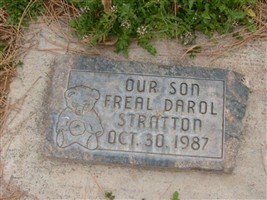 OUR SON
FREAL DAROL
STRATTON
OCT. 30, 1987